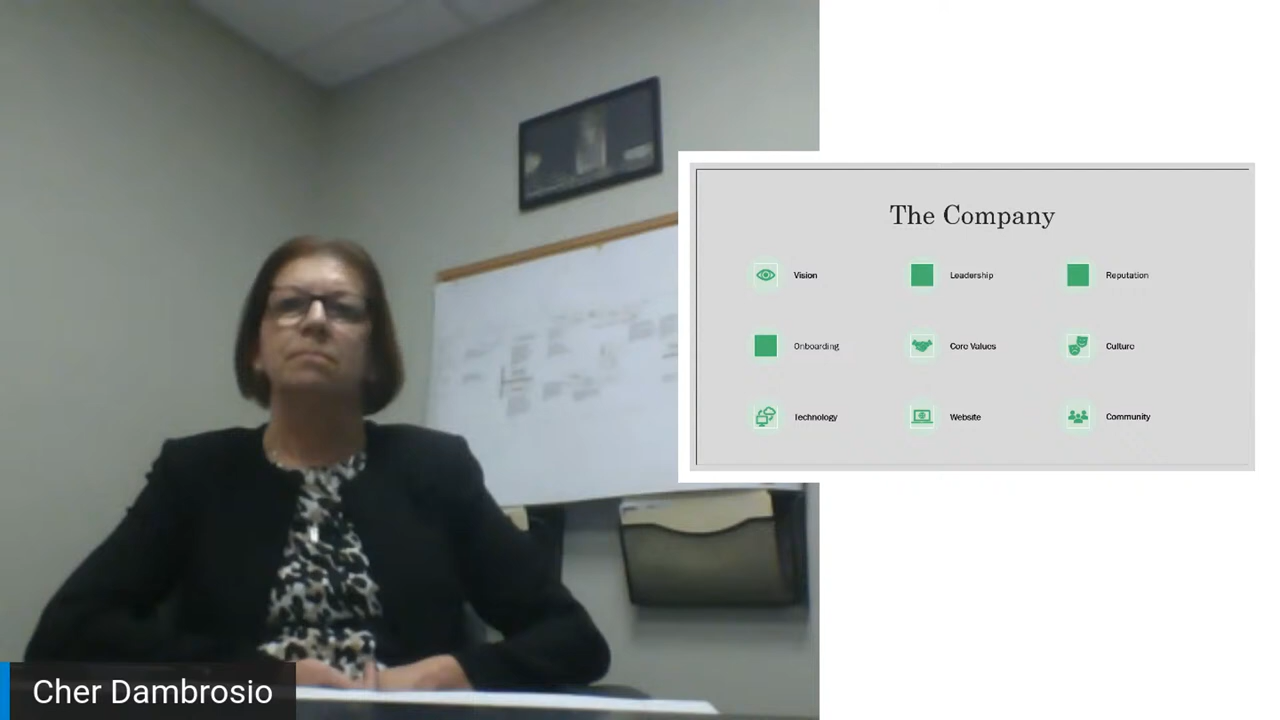 The Company
Vision
Leadership
Reputation
Onboarding
Core Values
Culture
Technology
Website
Community
Cher Dambrosio